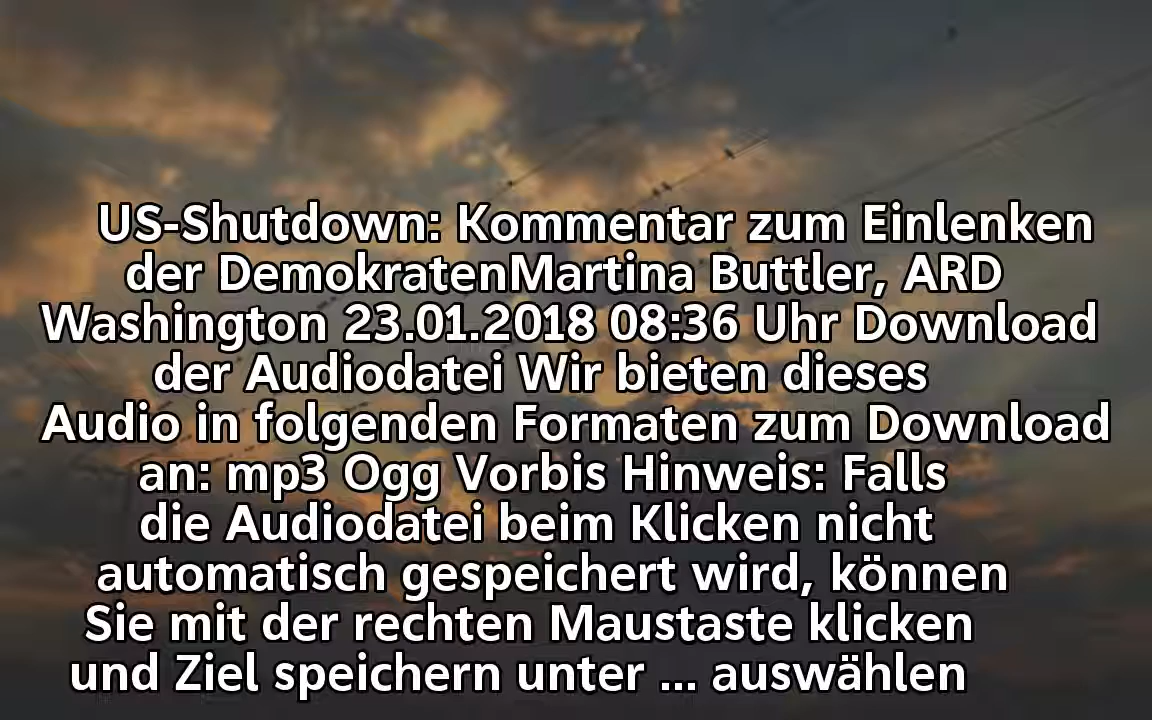 US-Shutdown: Kommentar zum Einlenken
der DemokratenMartina Buttler, ARD
Washington 23.01.2018 08:36 Uhr Download
der Audiodatei Wir bieten dieses
Audio in folgenden Formaten zum Download
an: mp3 Ogg Vorbis Hinweis: Falls
die Audiodatei beim Klicken nicht
automatisch gespeichert wird, können
Sie mit der rechten Maustaste klicken
und Ziel speichern unter ... auswählen